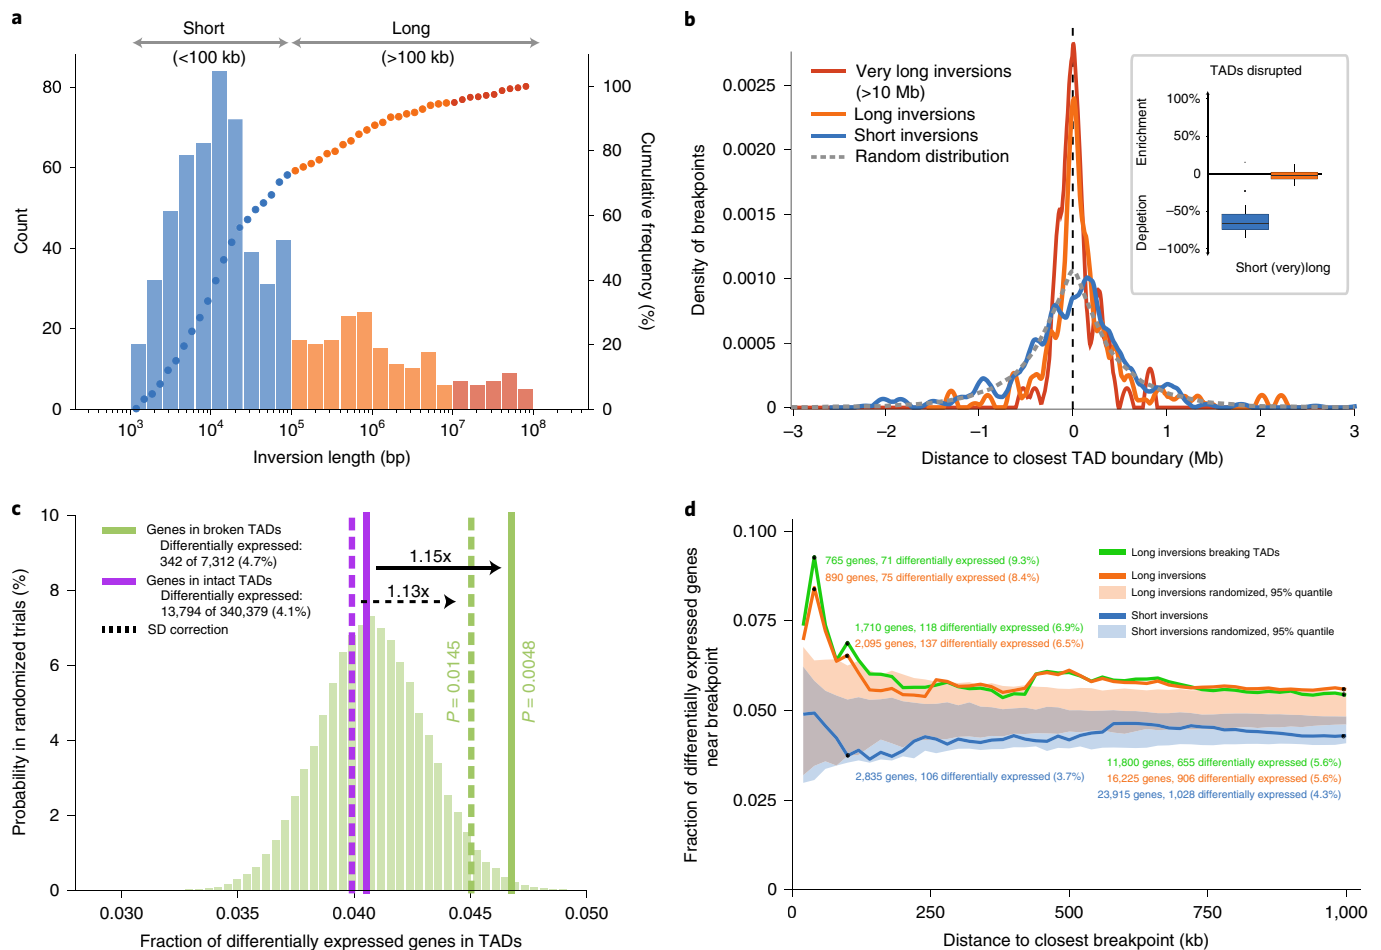 a
Short
(<100 kb)
Long
(>100 kb)
80
60
40
20
0
Count
100
80
60
40
20
0
Cumulative frequency (%)
10³
10⁴
10⁵
10⁶
10⁷
10⁸
Inversion length (bp)
b
Very long inversions
(>10 Mb)
Long inversions
Short inversions
Random distribution
0.0025
0.0020
0.0015
0.0010
0.0005
0
Density of breakpoints
−3
−2
−1
0
1
2
3
Distance to closest TAD boundary (Mb)
TADs disrupted
100%
50%
0
−50%
−100%
Enrichment
Depletion
Short (very)long
c
Genes in broken TADs
Differentially expressed:
342 of 7,312 (4.7%)
Genes in intact TADs
Differentially expressed:
13,794 of 340,379 (4.1%)
SD correction
1.15x
1.13x
P = 0.0145
P = 0.0048
10
8
6
4
2
0
Probability in randomized trials (%)
0.030
0.035
0.040
0.045
0.050
Fraction of differentially expressed genes in TADs
d
0.100
0.075
0.050
0.025
0
Fraction of differentially expressed genes
near breakpoint
765 genes, 71 differentially expressed (9.3%)
890 genes, 75 differentially expressed (8.4%)
1,710 genes, 118 differentially expressed (6.9%)
2,095 genes, 137 differentially expressed (6.5%)
Long inversions breaking TADs
Long inversions
Long inversions randomized, 95% quantile
Short inversions
Short inversions randomized, 95% quantile
2,835 genes, 106 differentially expressed (3.7%)
11,800 genes, 655 differentially expressed (5.6%)
16,225 genes, 906 differentially expressed (5.6%)
23,915 genes, 1,028 differentially expressed (4.3%)
0
250
500
750
1,000
Distance to closest breakpoint (kb)